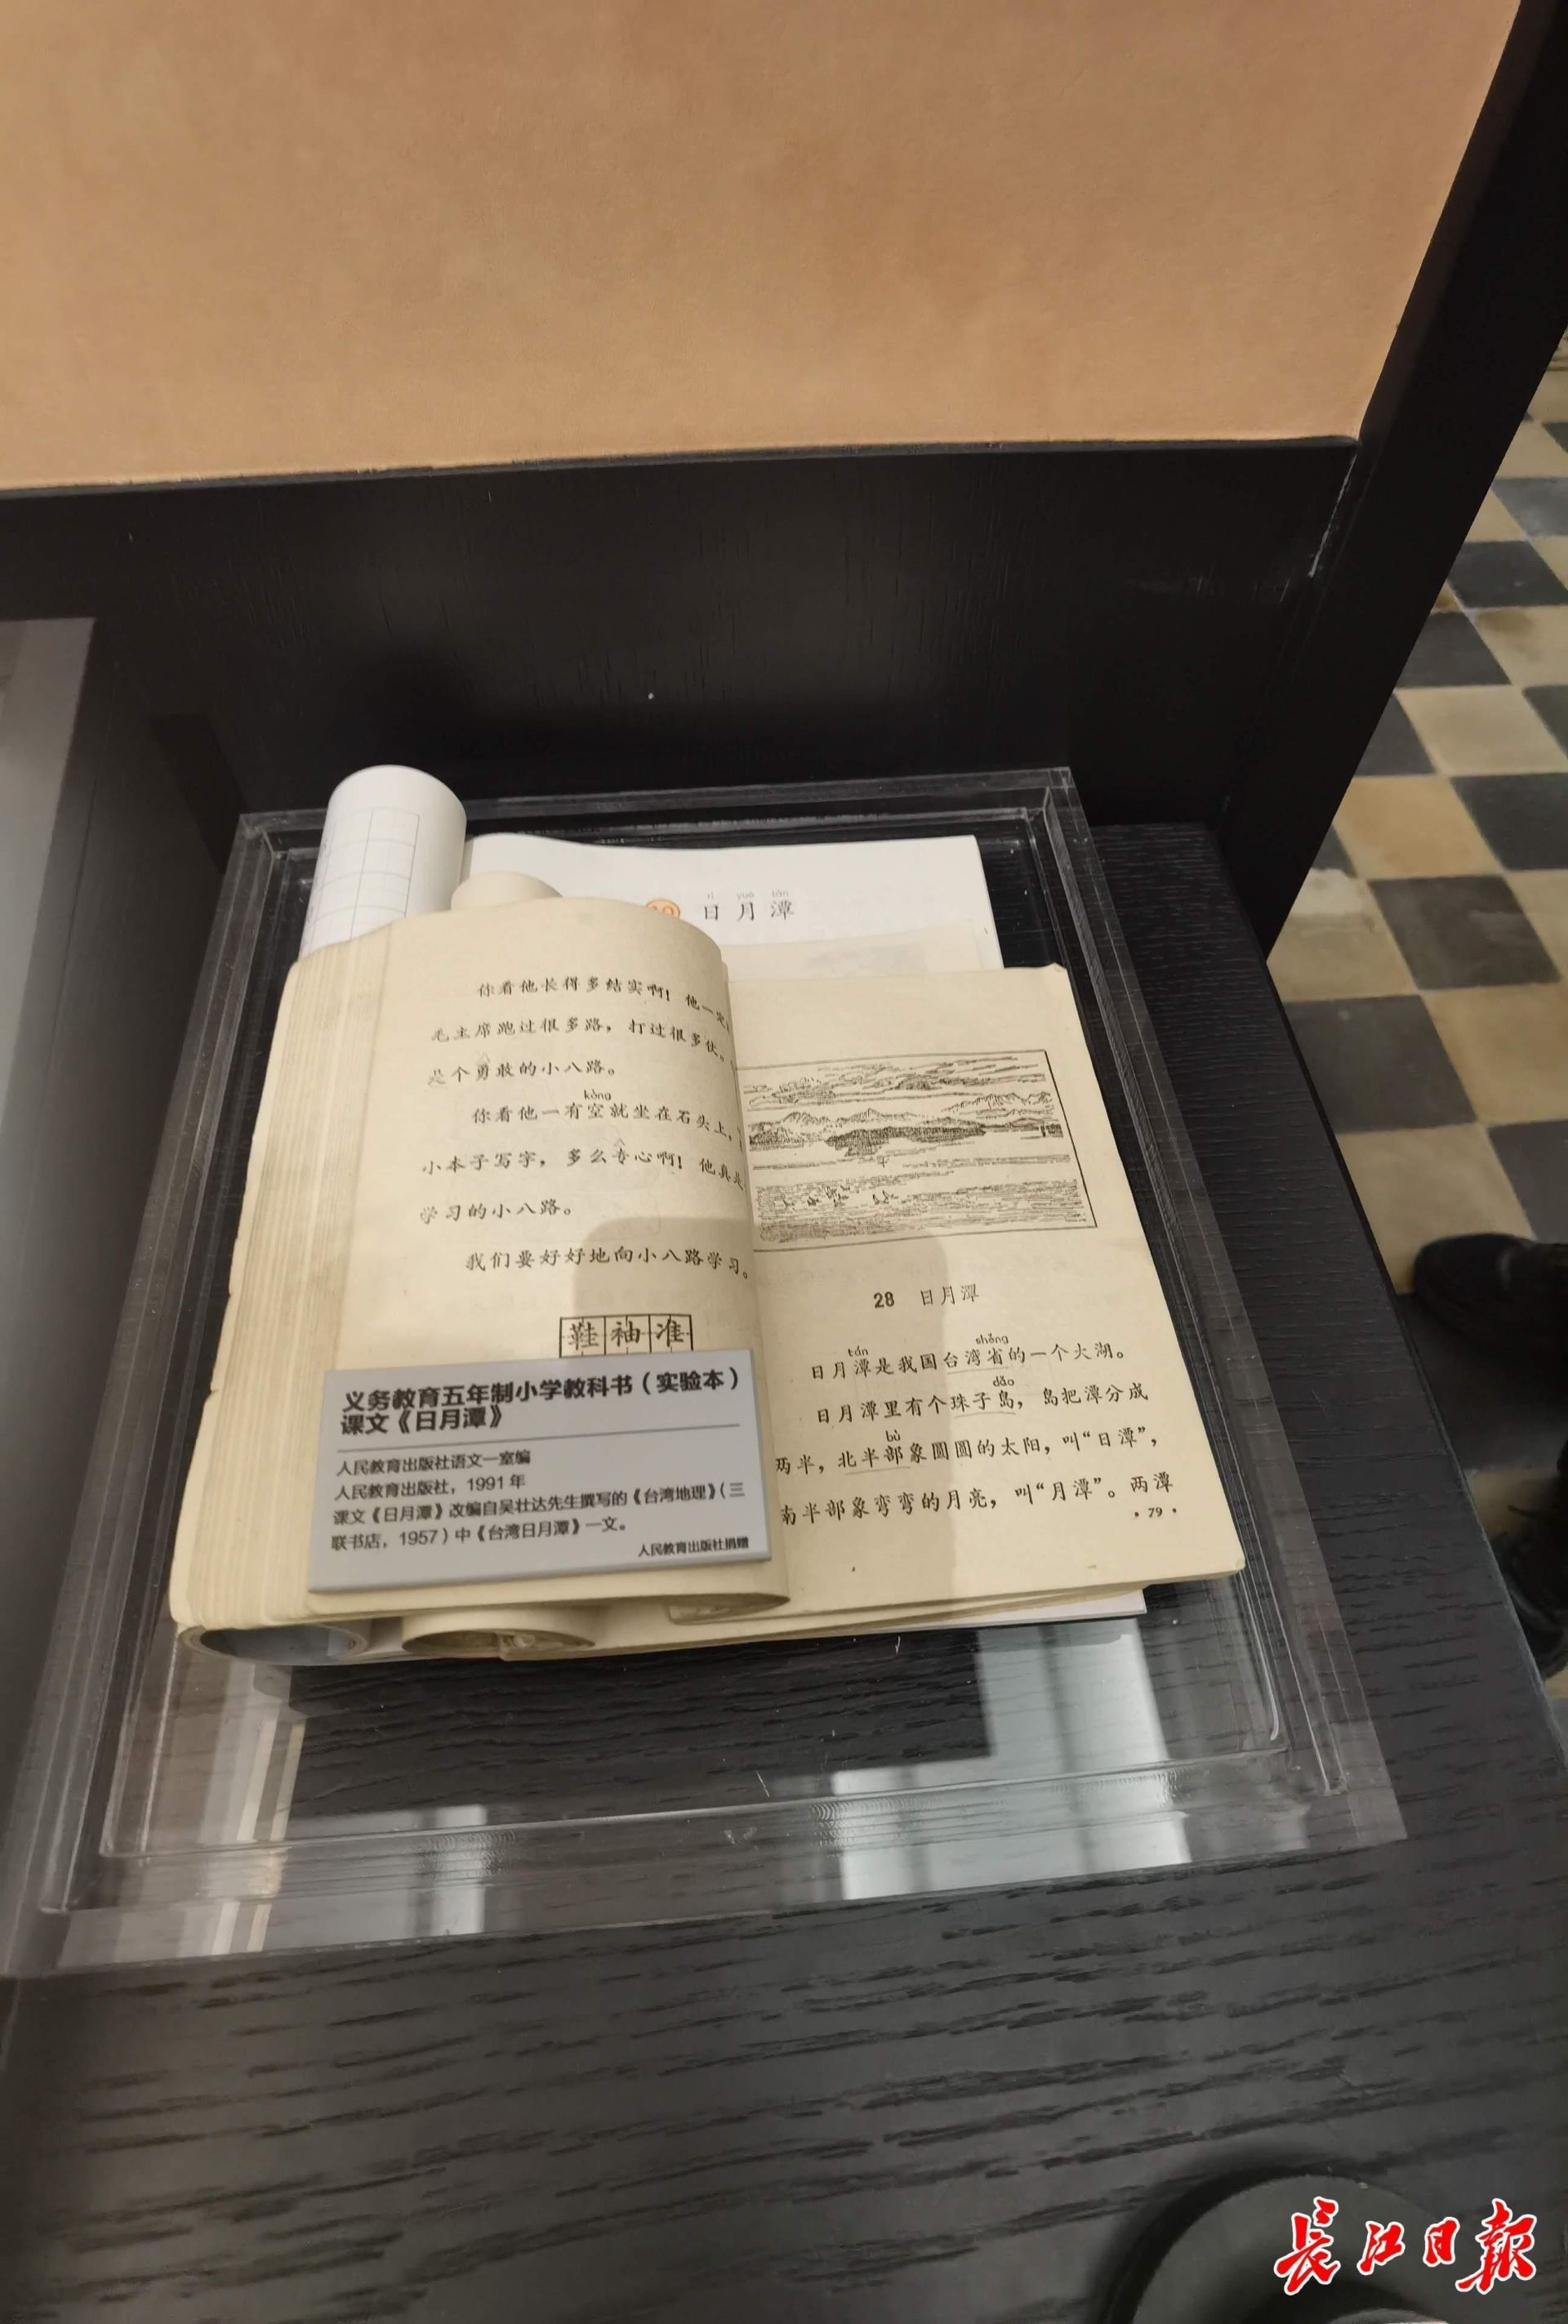 rì yuè tán
日月潭
你看他长得多结实啊！他一定
毛主席跑过很多路，打过很多仗。
是个勇敢的小八路。
kòng
你看他一有空就坐在石头上，
小本子写字，多么专心啊！他真是
学习的小八路。
我们要好好地向小八路学习。
鞋袖准
28 日月潭
tán shěng
日月潭是我国台湾省的一个大湖。
dǎo
日月潭里有个珠子岛，岛把潭分成
bù
两半，北半部象圆圆的太阳，叫“日潭”，
南半部象弯弯的月亮，叫“月潭”。两潭
·79·
义务教育五年制小学教科书（实验本）
课文《日月潭》
人民教育出版社语文一室编
人民教育出版社，1991年
课文《日月潭》改编自吴壮达先生撰写的《台湾地理》（三
联书店，1957）中《台湾日月潭》一文。
人民教育出版社捐赠
长江日报